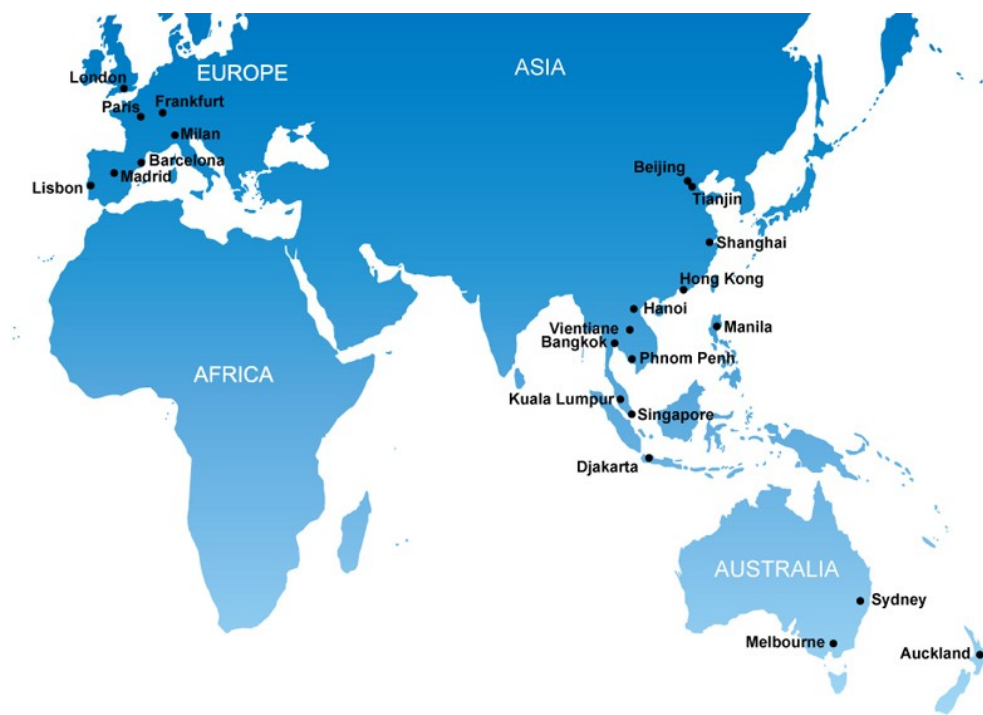 EUROPE
ASIA
London
Paris
Frankfurt
Milan
Barcelona
Madrid
Lisbon
Beijing
Tianjin
Shanghai
Hong Kong
Hanoi
Vientiane
Manila
Bangkok
Phnom Penh
AFRICA
Kuala Lumpur
Singapore
Djakarta
AUSTRALIA
Sydney
Melbourne
Auckland